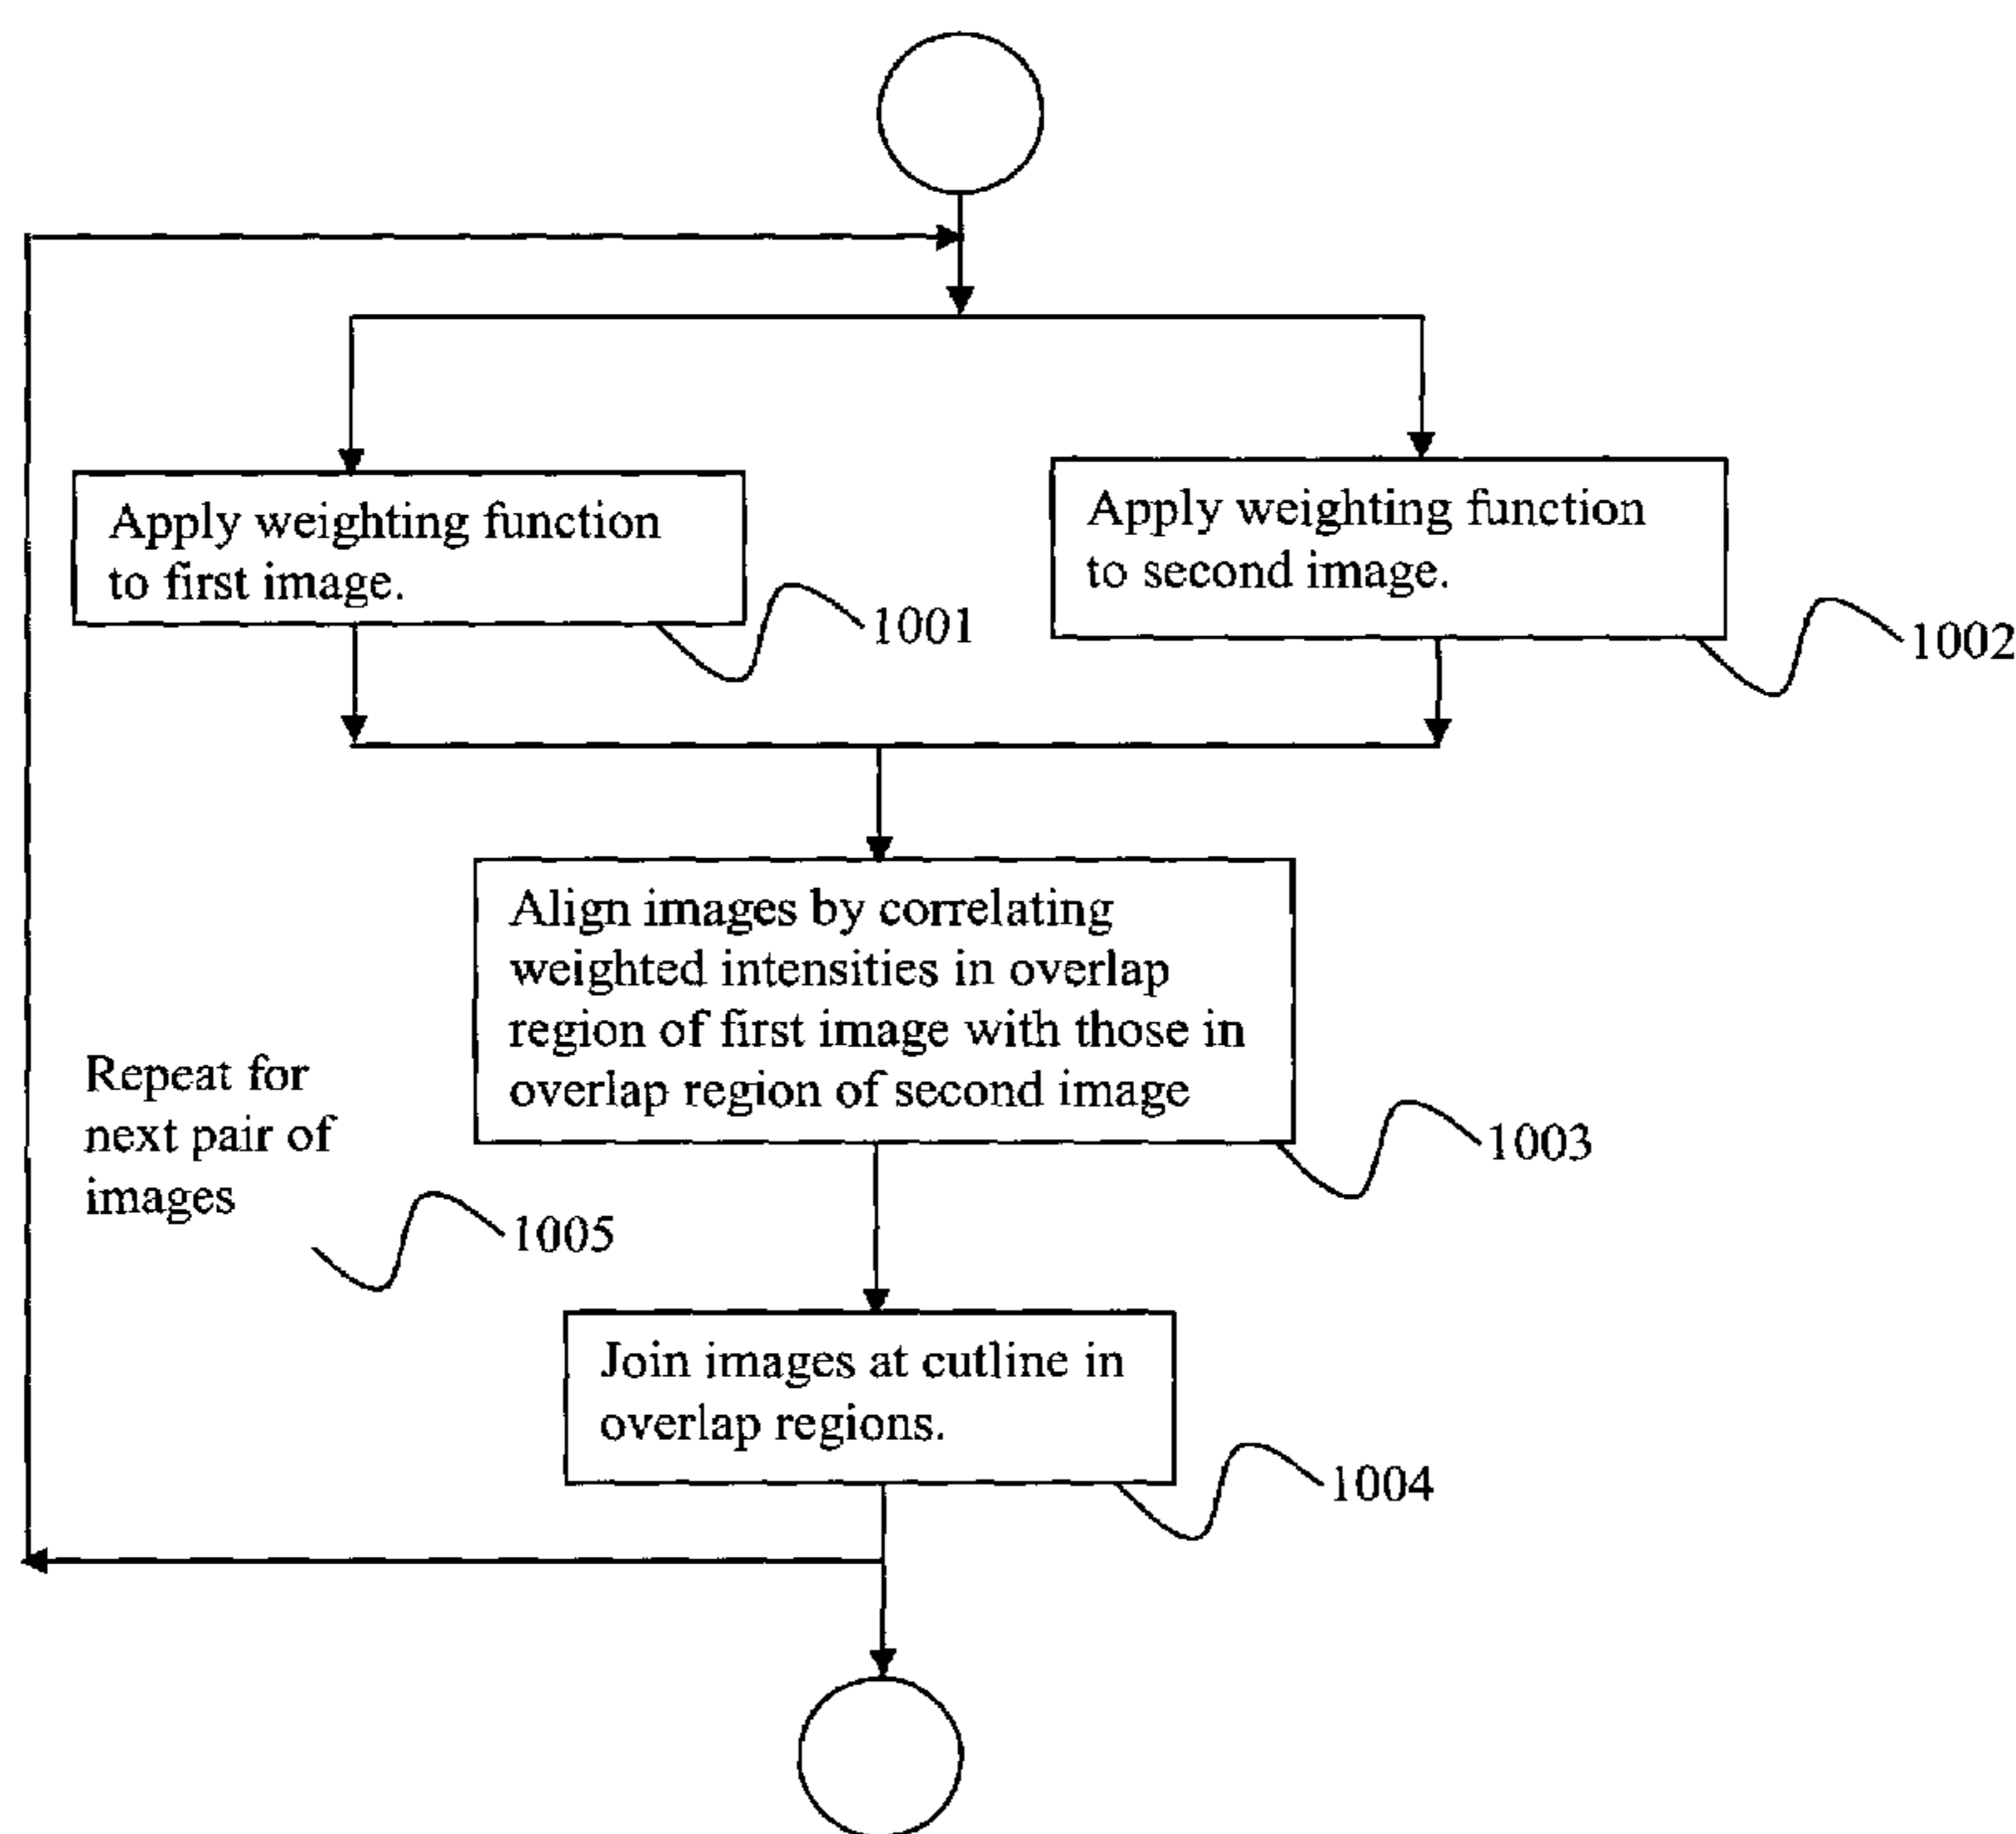 Apply weighting function
to first image.
1001
Apply weighting function
to second image.
1002
Align images by correlating
weighted intensities in overlap
region of first image with those in
overlap region of second image
1003
Repeat for
next pair of
images
1005
Join images at cutline in
overlap regions.
1004